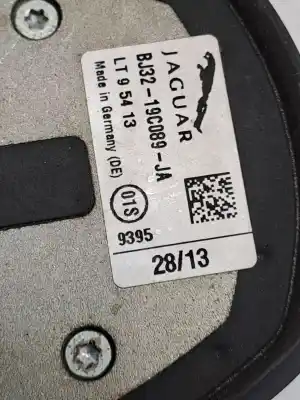 JAGUAR
BJ32-19C089-JA
LT 9 54 13
Made in Germany (DE)
01S
9395
28/13